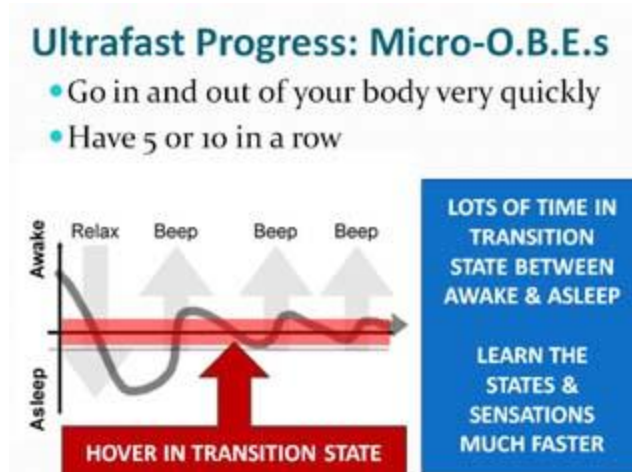 Ultrafast Progress: Micro-O.B.E.s
• Go in and out of your body very quickly
• Have 5 or 10 in a row
Awake
Relax
Beep
Beep
Beep
Asleep
HOVER IN TRANSITION STATE
LOTS OF TIME IN
TRANSITION
STATE BETWEEN
AWAKE & ASLEEP
LEARN THE
STATES &
SENSATIONS
MUCH FASTER